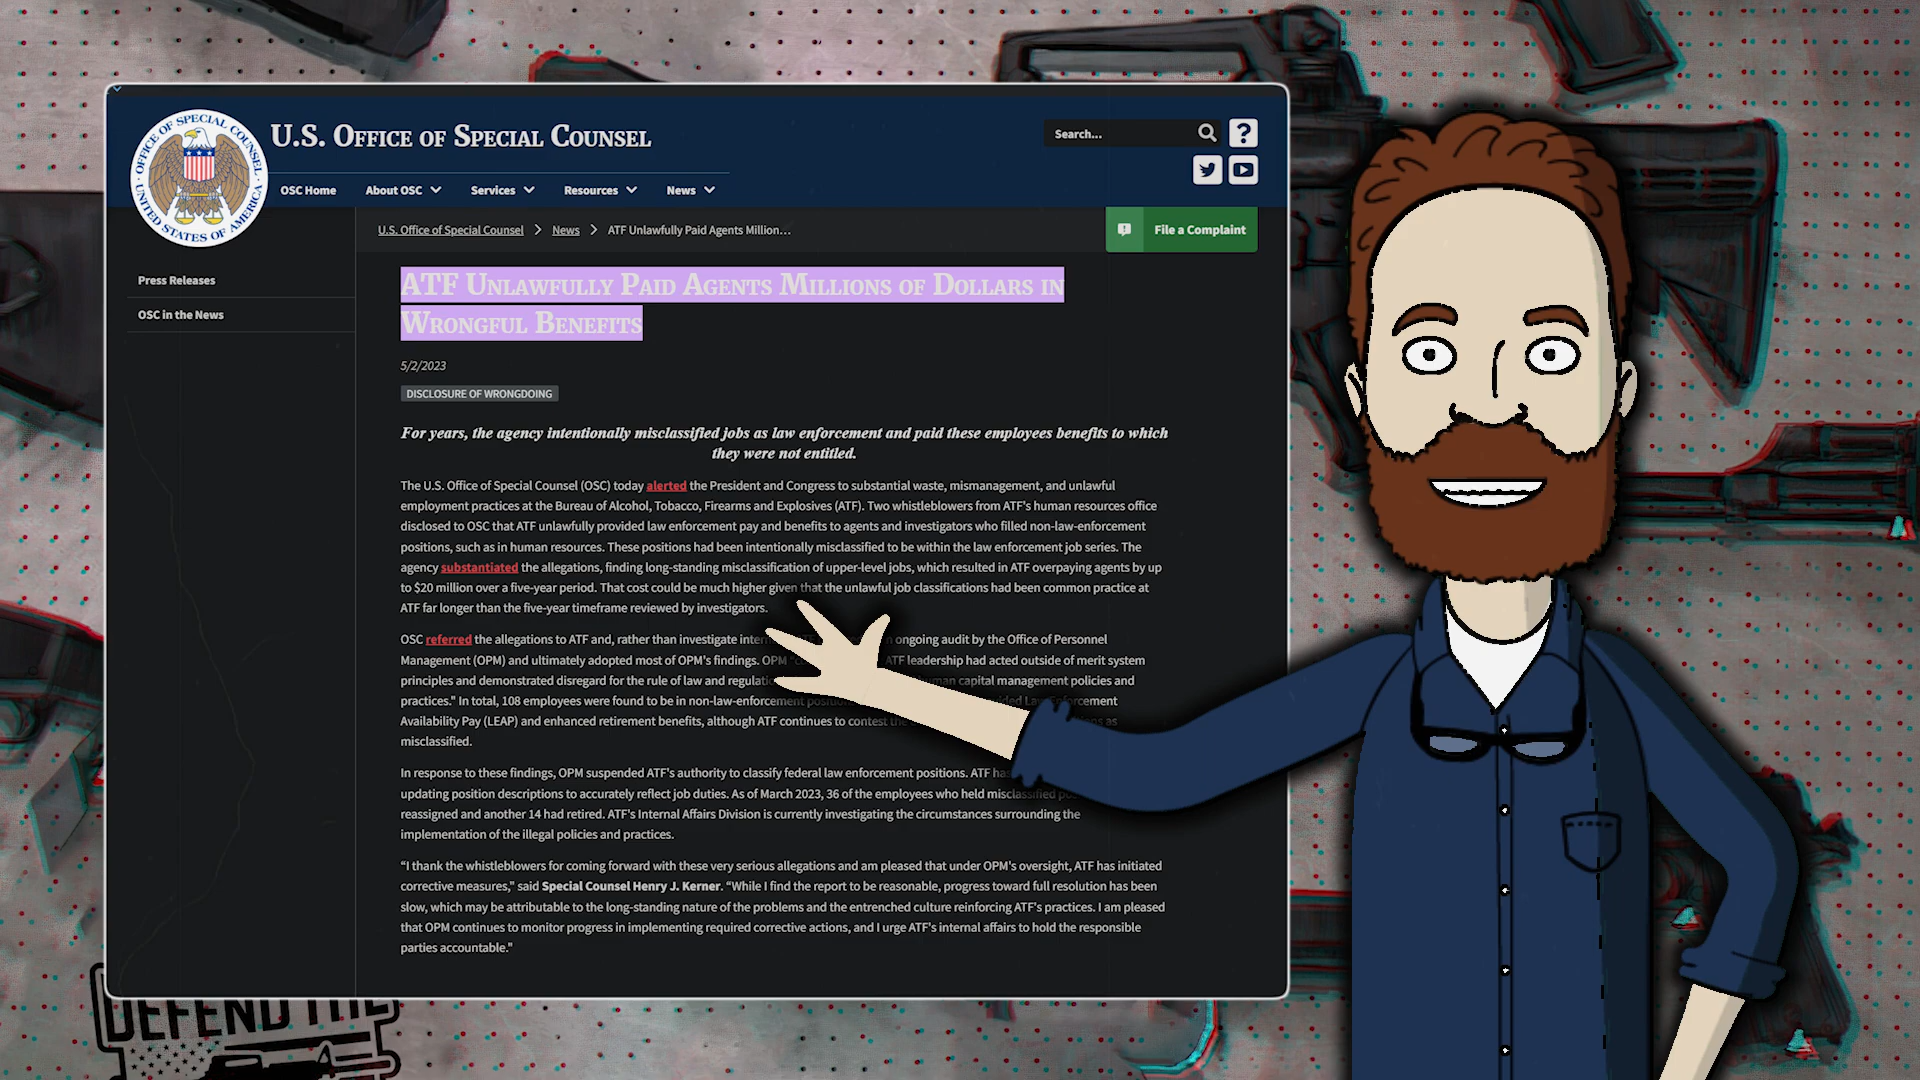 OFFICE OF SPECIAL COUNSEL
UNITED STATES OF AMERICA
U.S. OFFICE OF SPECIAL COUNSEL
Search...
?
OSC Home About OSC Services Resources News
U.S. Office of Special Counsel > News > ATF Unlawfully Paid Agents Million...
File a Complaint
Press Releases
OSC in the News
ATF UNLAWFULLY PAID AGENTS MILLIONS OF DOLLARS IN
WRONGFUL BENEFITS
5/2/2023
DISCLOSURE OF WRONGDOING
For years, the agency intentionally misclassified jobs as law enforcement and paid these employees benefits to which
they were not entitled.
The U.S. Office of Special Counsel (OSC) today alerted the President and Congress to substantial waste, mismanagement, and unlawful
employment practices at the Bureau of Alcohol, Tobacco, Firearms and Explosives (ATF). Two whistleblowers from ATF's human resources office
disclosed to OSC that ATF unlawfully provided law enforcement pay and benefits to agents and investigators who filled non-law-enforcement
positions, such as in human resources. These positions had been intentionally misclassified to be within the law enforcement job series. The
agency substantiated the allegations, finding long-standing misclassification of upper-level jobs, which resulted in ATF overpaying agents by up
to $20 million over a five-year period. That cost could be much higher given that the unlawful job classifications had been common practice at
ATF far longer than the five-year timeframe reviewed by investigators.
OSC referred the allegations to ATF and, rather than investigate ongoing audit by the Office of Personnel
Management (OPM) and ultimately adopted most of OPM's findings. OPM ATF leadership had acted outside of merit system
principles and demonstrated disregard for the rule of law and human capital management policies and
practices." In total, 108 employees were found to be in non-law-enforcement Law Enforcement
Availability Pay (LEAP) and enhanced retirement benefits, although ATF continues to contest the as
misclassified.
In response to these findings, OPM suspended ATF's authority to classify federal law enforcement positions. ATF
updating position descriptions to accurately reflect job duties. As of March 2023, 36 of the employees who held misclassified
reassigned and another 14 had retired. ATF's Internal Affairs Division is currently investigating the circumstances surrounding the
implementation of the illegal policies and practices.
“I thank the whistleblowers for coming forward with these very serious allegations and am pleased that under OPM's oversight, ATF has initiated
corrective measures,” said Special Counsel Henry J. Kerner. “While I find the report to be reasonable, progress toward full resolution has been
slow, which may be attributable to the long-standing nature of the problems and the entrenched culture reinforcing ATF's practices. I am pleased
that OPM continues to monitor progress in implementing required corrective actions, and I urge ATF's internal affairs to hold the responsible
parties accountable."
DEFEND THE